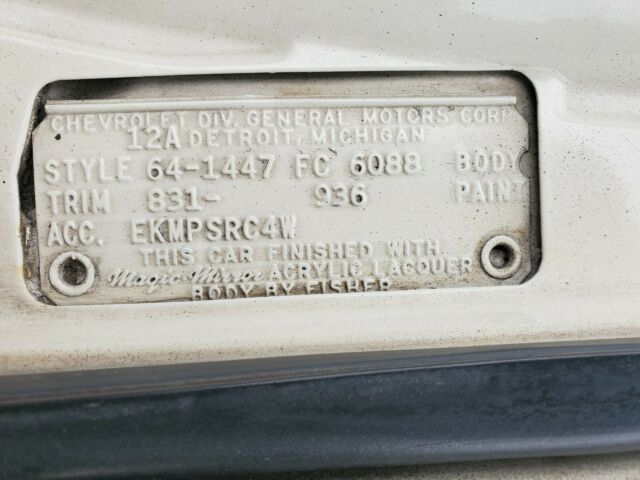 CHEVROLET DIV. GENERAL MOTORS CORP
12A DETROIT, MICHIGAN
STYLE 64-1447 FC 6088 BODY
TRIM 831- 936 PAINT
ACC. EKMPSRC4W
THIS CAR FINISHED WITH
Magic-Mirror ACRYLIC LACQUER
BODY BY FISHER